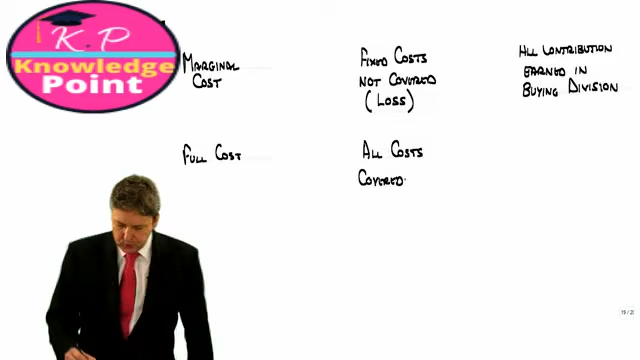 K.P
Knowledge
Point
MARGINAL
COST
FIXED COSTS
NOT COVERED
(LOSS)
ALL CONTRIBUTION
EARNED IN
BUYING DIVISION
FULL COST
ALL COSTS
COVERED